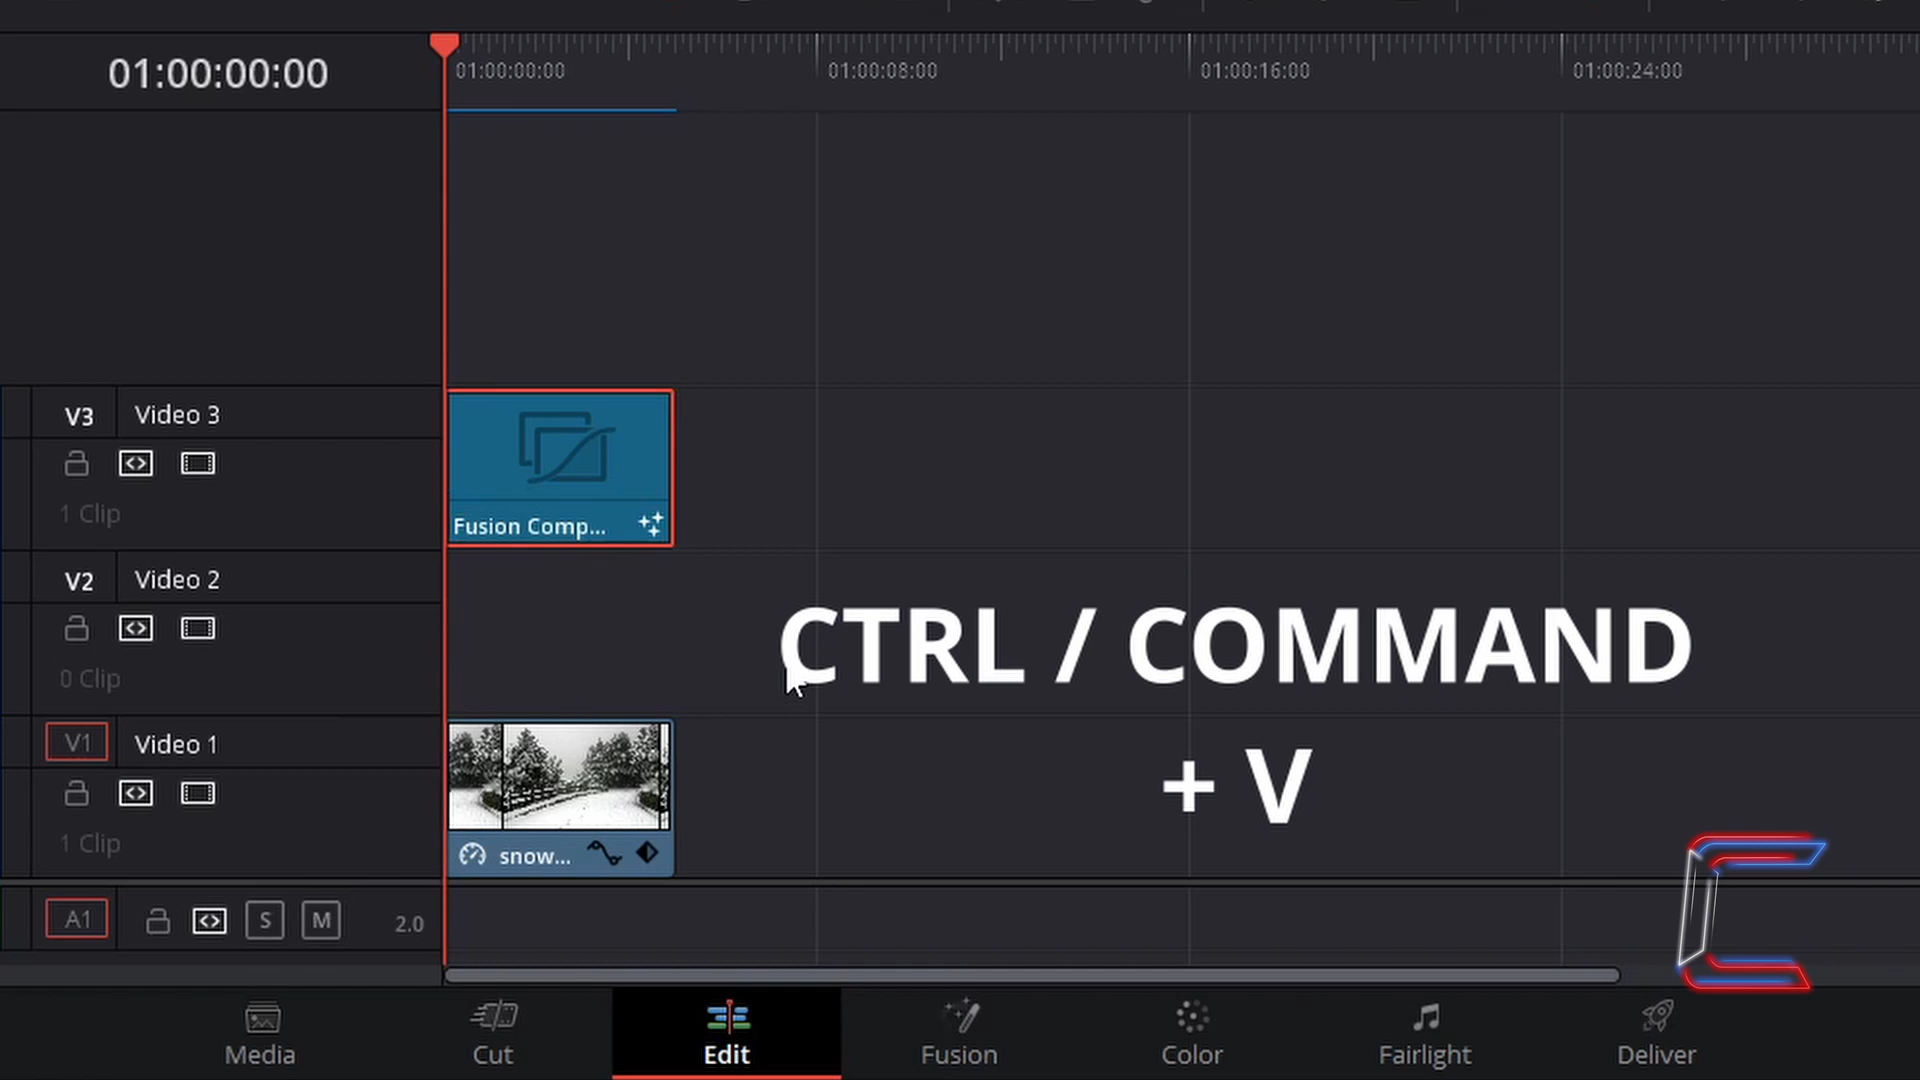 01:00:00:00
01:00:00:00 01:00:08:00 01:00:16:00 01:00:24:00
V3 Video 3
1 Clip
Fusion Comp...
V2 Video 2
0 Clip
CTRL / COMMAND
+ V
V1 Video 1
1 Clip
snow...
A1 S M 2.0
Media Cut Edit Fusion Color Fairlight Deliver